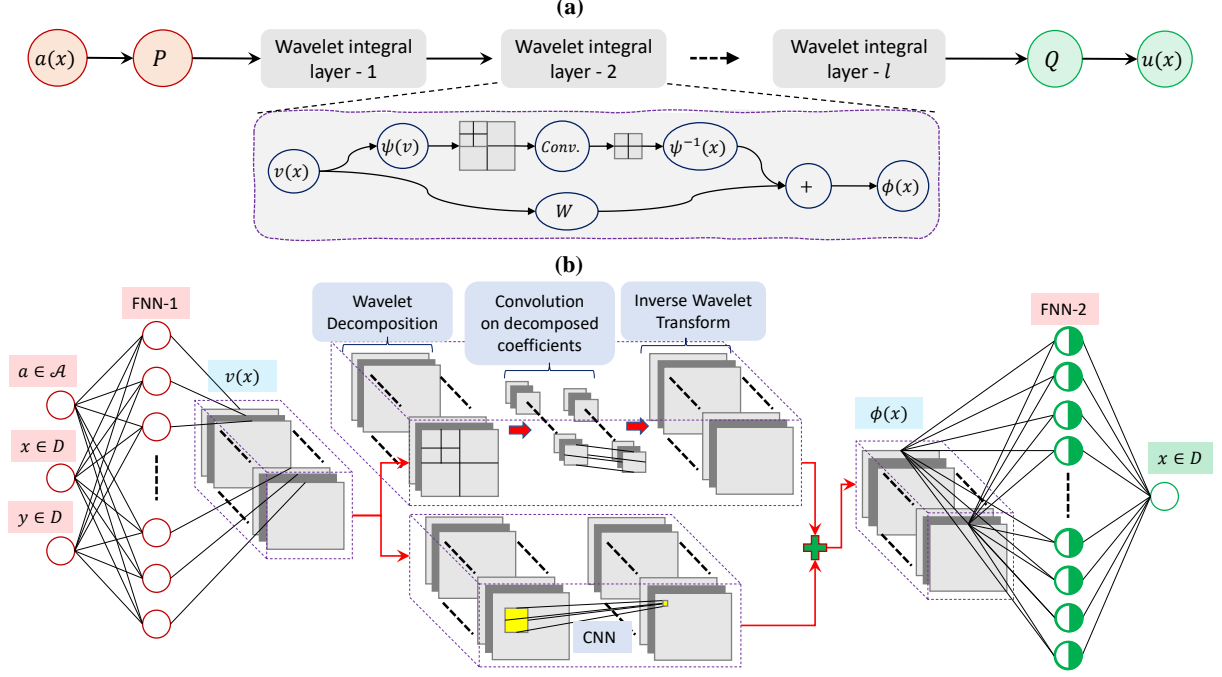 (a)
a(x)
P
Wavelet integral
layer - 1
Wavelet integral
layer - 2
Wavelet integral
layer - l
Q
u(x)
v(x)
ψ(v)
Conv.
ψ⁻¹(x)
W
+
ϕ(x)
(b)
FNN-1
a ∈ 𝒜
x ∈ D
y ∈ D
v(x)
Wavelet
Decomposition
Convolution
on decomposed
coefficients
Inverse Wavelet
Transform
CNN
ϕ(x)
FNN-2
x ∈ D